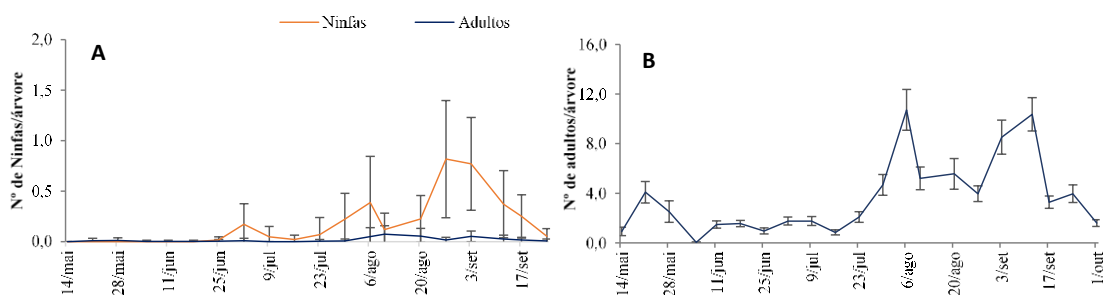 Ninfas Adultos
A
Nº de Ninfas/árvore
2,0
1,5
1,0
0,5
0,0
14/mai 28/mai 11/jun 25/jun 9/jul 23/jul 6/ago 20/ago 3/set 17/set
B
Nº de adultos/árvore
16,0
12,0
8,0
4,0
0,0
14/mai 28/mai 11/jun 25/jun 9/jul 23/jul 6/ago 20/ago 3/set 17/set 1/out